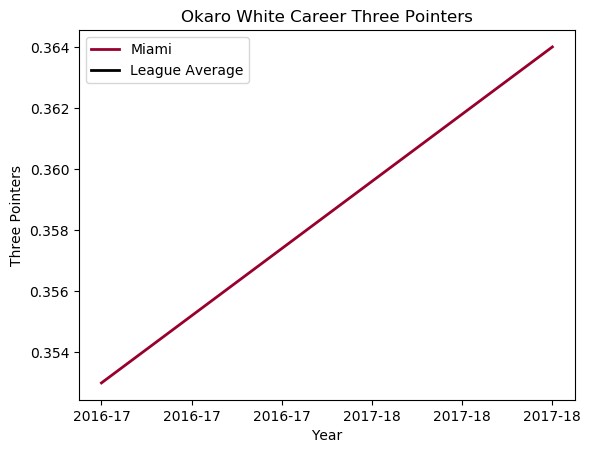 Okaro White Career Three Pointers
Miami
League Average
0.364
0.362
0.360
0.358
0.356
0.354
Three Pointers
2016-17 2016-17 2016-17 2017-18 2017-18 2017-18
Year